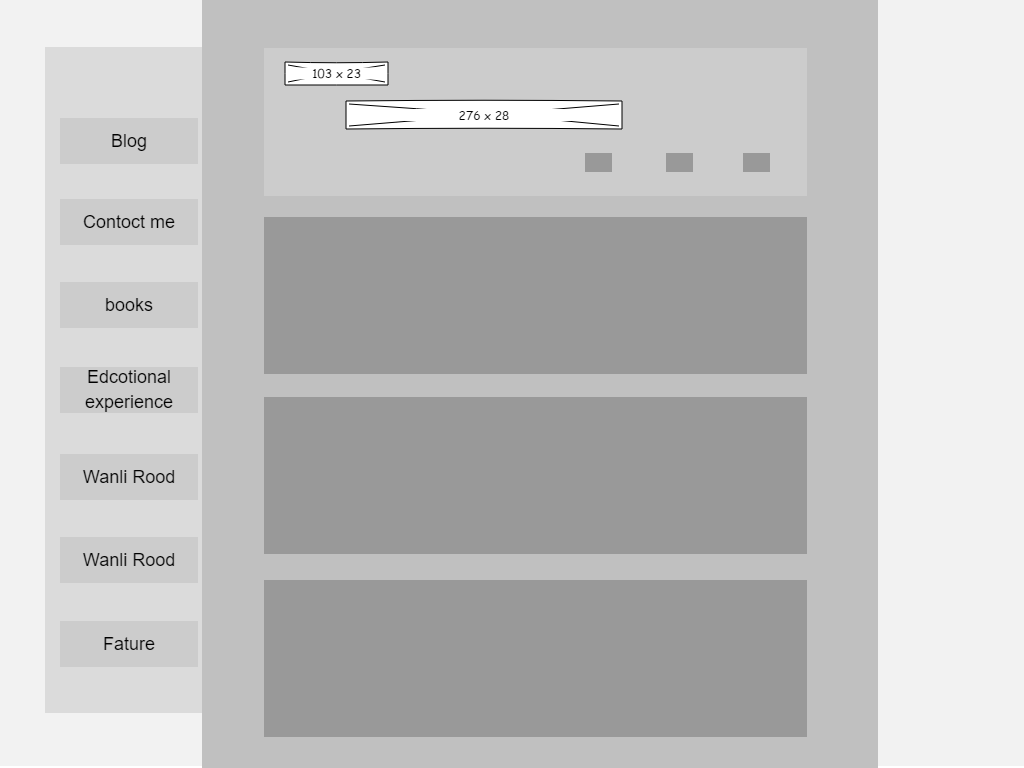 103 x 23
276 x 28
Blog
Contoct me
books
Edcotional
experience
Wanli Rood
Wanli Rood
Fature